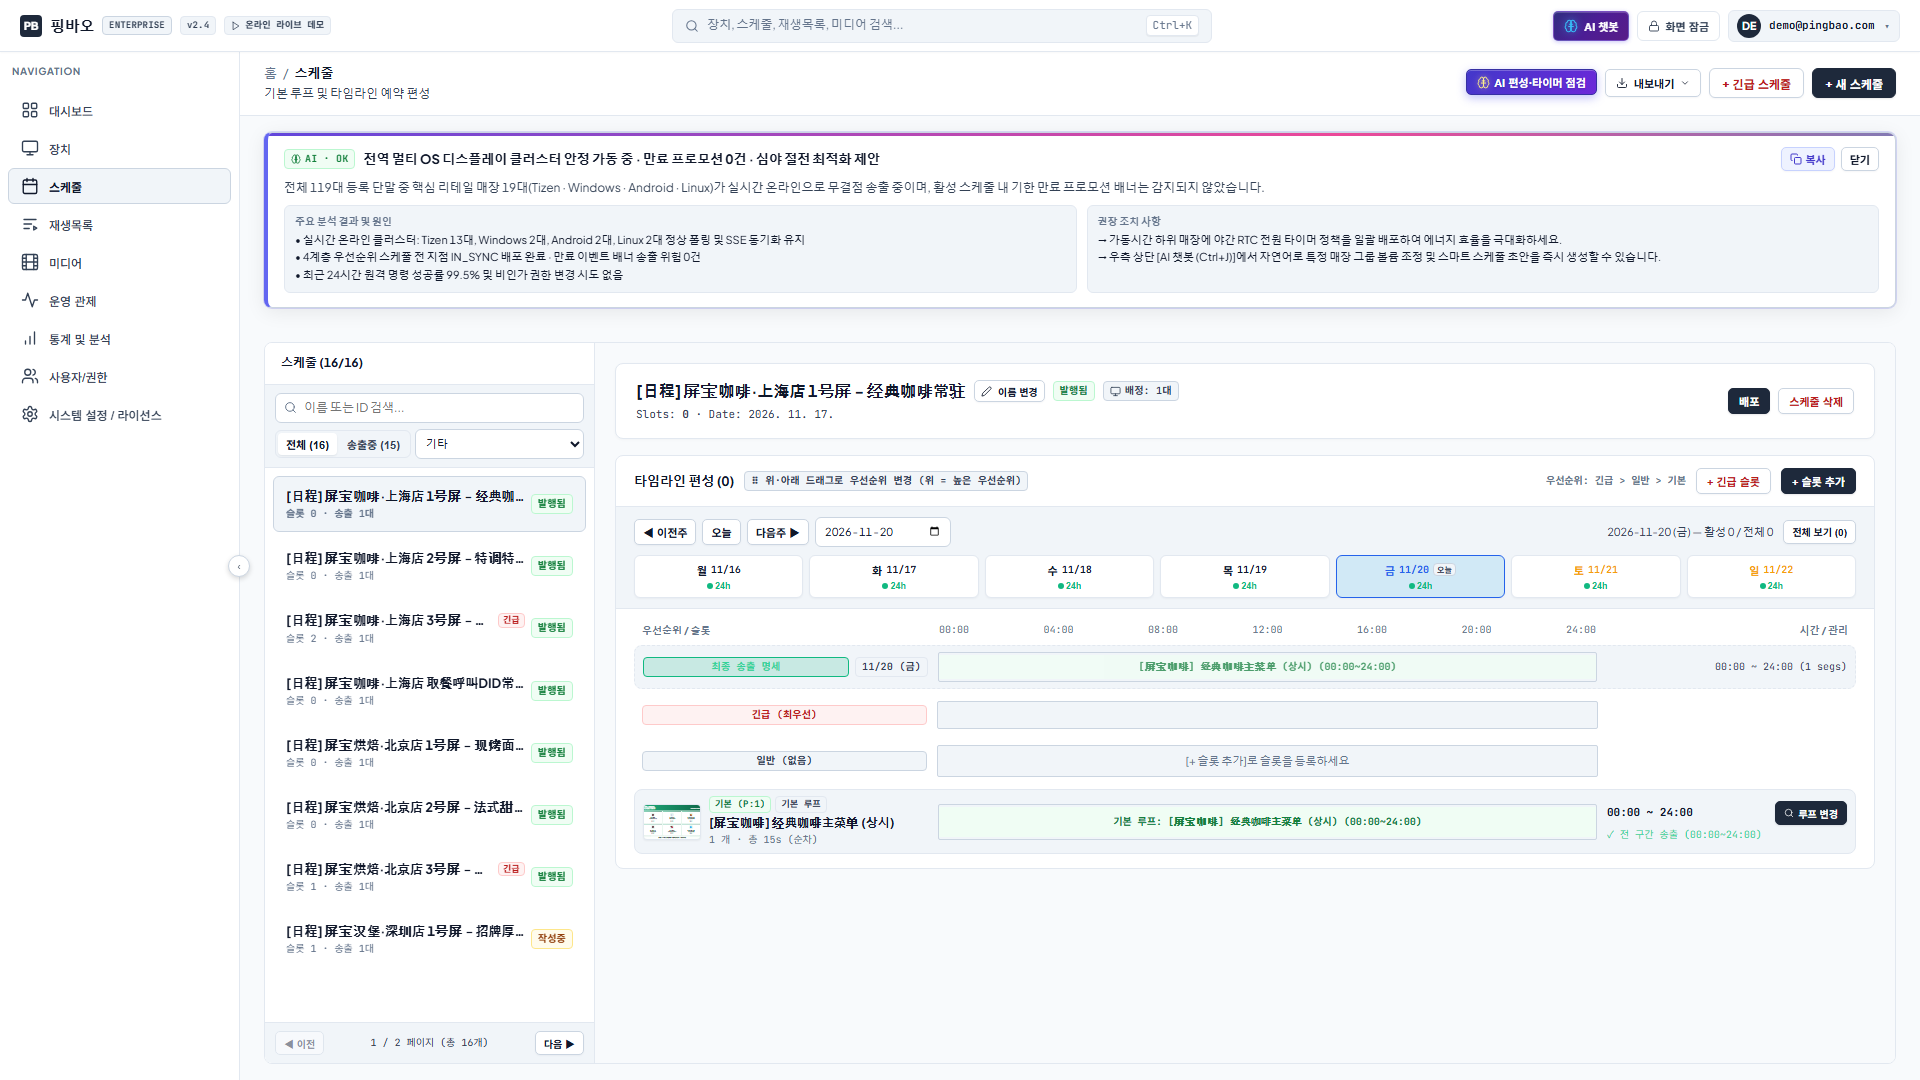 PB 핑바오 ENTERPRISE v2.4 ▷ 온라인 라이브 데모
장치, 스케줄, 재생목록, 미디어 검색... Ctrl+K
AI 챗봇 화면 잠금 DE demo@pingbao.com
NAVIGATION
대시보드
장치
스케줄
재생목록
미디어
운영 관제
통계 및 분석
사용자/권한
시스템 설정 / 라이선스
홈 / 스케줄
기본 루프 및 타임라인 예약 편성
AI 편성·타이머 점검 내보내기 + 긴급 스케줄 + 새 스케줄
AI · OK 전역 멀티 OS 디스플레이 클러스터 안정 가동 중 · 만료 프로모션 0건 · 심야 절전 최적화 제안
복사 닫기
전체 119대 등록 단말 중 핵심 리테일 매장 19대(Tizen · Windows · Android · Linux)가 실시간 온라인으로 무결점 송출 중이며, 활성 스케줄 내 기한 만료 프로모션 배너는 감지되지 않았습니다.
주요 분석 결과 및 원인
• 실시간 온라인 클러스터: Tizen 13대, Windows 2대, Android 2대, Linux 2대 정상 폴링 및 SSE 동기화 유지
• 4계층 우선순위 스케줄 전 지점 IN_SYNC 배포 완료 · 만료 이벤트 배너 송출 위험 0건
• 최근 24시간 원격 명령 성공률 99.5% 및 비인가 권한 변경 시도 없음
권장 조치 사항
→ 가동시간 하위 매장에 야간 RTC 전원 타이머 정책을 일괄 배포하여 에너지 효율을 극대화하세요.
→ 우측 상단 [AI 챗봇 (Ctrl+J)]에서 자연어로 특정 매장 그룹 볼륨 조정 및 스마트 스케줄 초안을 즉시 생성할 수 있습니다.
스케줄 (16/16)
이름 또는 ID 검색...
전체 (16) 송출중 (15) 기타
[日程] 屏宝咖啡·上海店 1号屏 – 经典咖... 발행됨
슬롯 0 · 송출 1대
[日程] 屏宝咖啡·上海店 2号屏 – 特调特... 발행됨
슬롯 0 · 송출 1대
[日程] 屏宝咖啡·上海店 3号屏 – ... 긴급 발행됨
슬롯 2 · 송출 1대
[日程] 屏宝咖啡·上海店 取餐呼叫DID常... 발행됨
슬롯 0 · 송출 1대
[日程] 屏宝烘焙·北京店 1号屏 – 现烤面... 발행됨
슬롯 0 · 송출 1대
[日程] 屏宝烘焙·北京店 2号屏 – 法式甜... 발행됨
슬롯 0 · 송출 1대
[日程] 屏宝烘焙·北京店 3号屏 – ... 긴급 발행됨
슬롯 1 · 송출 1대
[日程] 屏宝汉堡·深圳店 1号屏 – 招牌厚... 작성중
슬롯 1 · 송출 1대
◀ 이전 1 / 2 페이지 (총 16개) 다음 ▶
[日程] 屏宝咖啡·上海店 1号屏 – 经典咖啡常驻 이름 변경 발행됨 배정: 1대
Slots: 0 · Date: 2026. 11. 17.
배포 스케줄 삭제
타임라인 편성 (0) ⠿ 위·아래 드래그로 우선순위 변경 (위 = 높은 우선순위)
우선순위: 긴급 > 일반 > 기본 + 긴급 슬롯 + 슬롯 추가
◀ 이전주 오늘 다음주 ▶ 2026-11-20
2026-11-20 (금) — 활성 0 / 전체 0 전체 보기 (0)
월 11/16 화 11/17 수 11/18 목 11/19 금 11/20 오늘 토 11/21 일 11/22
24h 24h 24h 24h 24h 24h 24h
우선순위 / 슬롯 00:00 04:00 08:00 12:00 16:00 20:00 24:00 시간 / 관리
최종 송출 명세 11/20 (금) [屏宝咖啡] 经典咖啡主菜单 (상시) (00:00~24:00) 00:00 ~ 24:00 (1 segs)
긴급 (최우선)
일반 (없음) [+ 슬롯 추가]로 슬롯을 등록하세요
기본 (P:1) 기본 루프
[屏宝咖啡] 经典咖啡主菜单 (상시)
1 개 · 총 15s (순차)
기본 루프: [屏宝咖啡] 经典咖啡主菜单 (상시) (00:00~24:00)
00:00 ~ 24:00
✓ 전 구간 송출 (00:00~24:00)
루프 변경